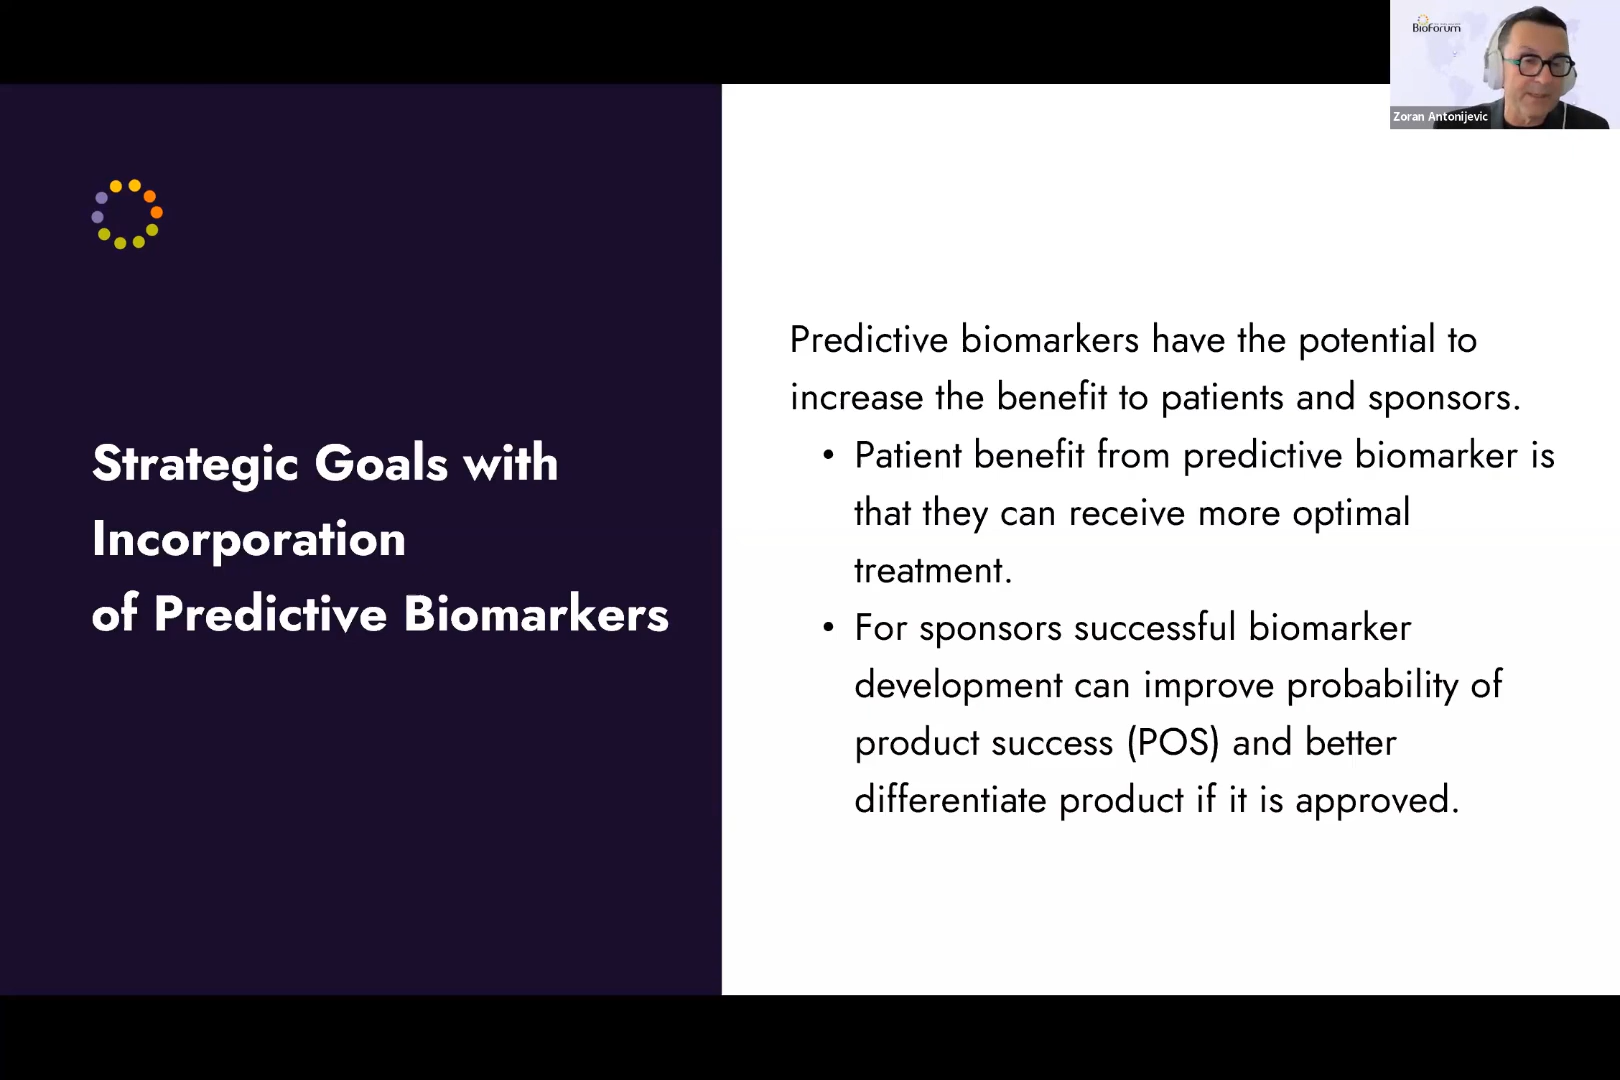 BioForum
Zoran Antonijevic
Strategic Goals with
Incorporation
of Predictive Biomarkers
Predictive biomarkers have the potential to
increase the benefit to patients and sponsors.
• Patient benefit from predictive biomarker is
that they can receive more optimal
treatment.
• For sponsors successful biomarker
development can improve probability of
product success (POS) and better
differentiate product if it is approved.